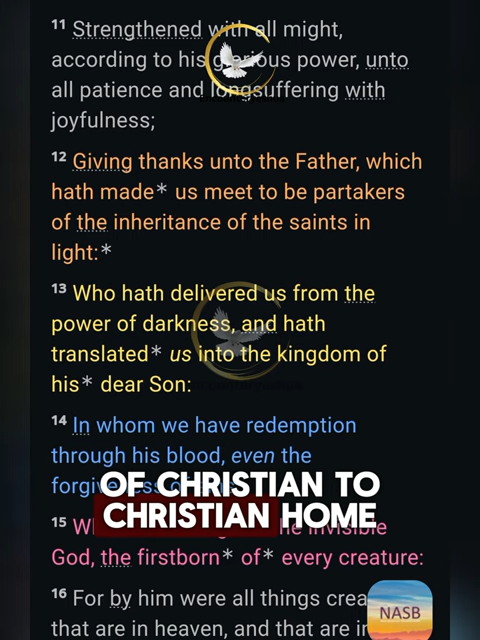 11 Strengthened with all might,
according to his glorious power, unto
all patience and longsuffering with
joyfulness;
12 Giving thanks unto the Father, which
hath made* us meet to be partakers
of the inheritance of the saints in
light:*
13 Who hath delivered us from the
power of darkness, and hath
translated* us into the kingdom of
his* dear Son:
14 In whom we have redemption
through his blood, even the
OF CHRISTIAN TO
CHRISTIAN HOME
15 invisible
God, the firstborn* of* every creature:
16 For by him were all things
that are in heaven, and that are in
NASB